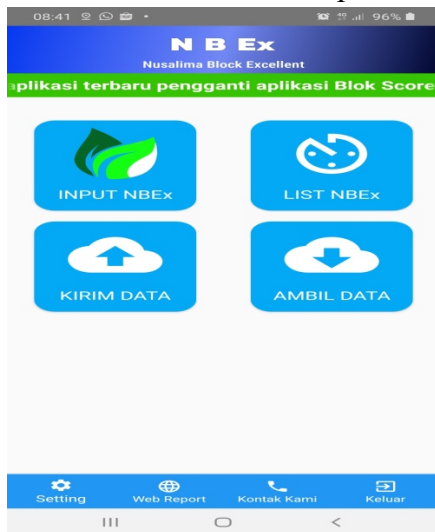 08:41
96%
N B Ex
Nusalima Block Excellent
aplikasi terbaru pengganti aplikasi Blok Score
INPUT NBEx
LIST NBEx
KIRIM DATA
AMBIL DATA
Setting
Web Report
Kontak Kami
Keluar